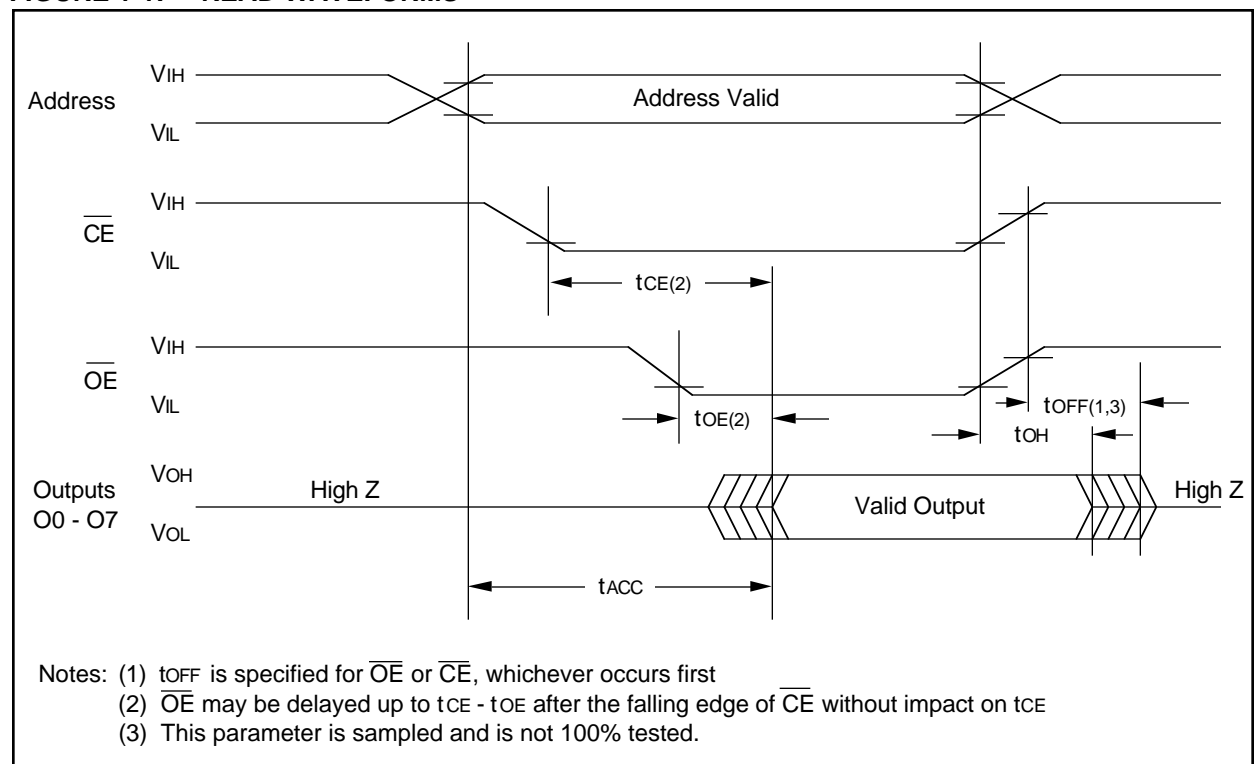 VIH
Address
Address Valid
VIL
VIH
CE
VIL
tCE(2)
VIH
OE
VIL
tOE(2)
tOFF(1,3)
tOH
VOH
Outputs
O0 - O7
High Z
Valid Output
High Z
VOL
tACC
Notes: (1) tOFF is specified for OE or CE, whichever occurs first
(2) OE may be delayed up to tCE - tOE after the falling edge of CE without impact on tCE
(3) This parameter is sampled and is not 100% tested.